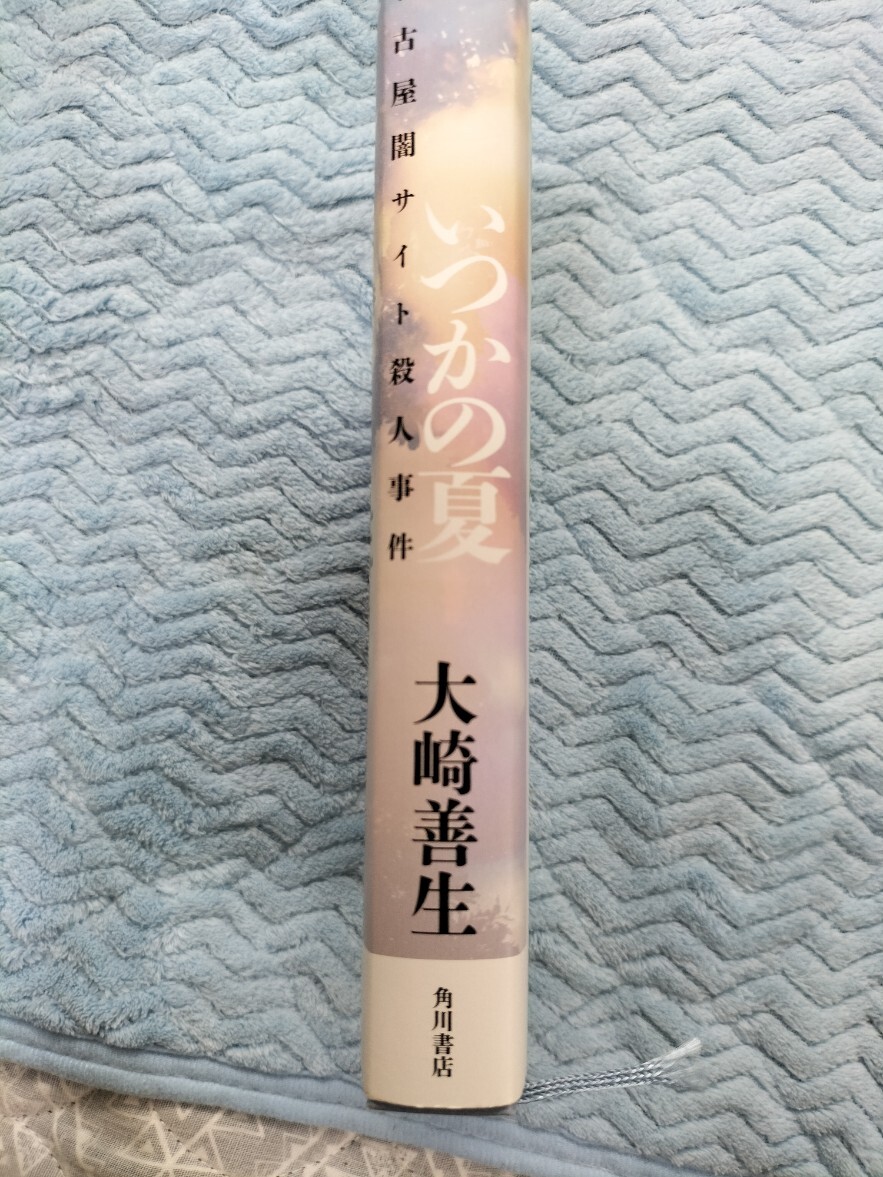 古屋闇サイト殺人事件
いつかの夏
大崎善生
角川書店